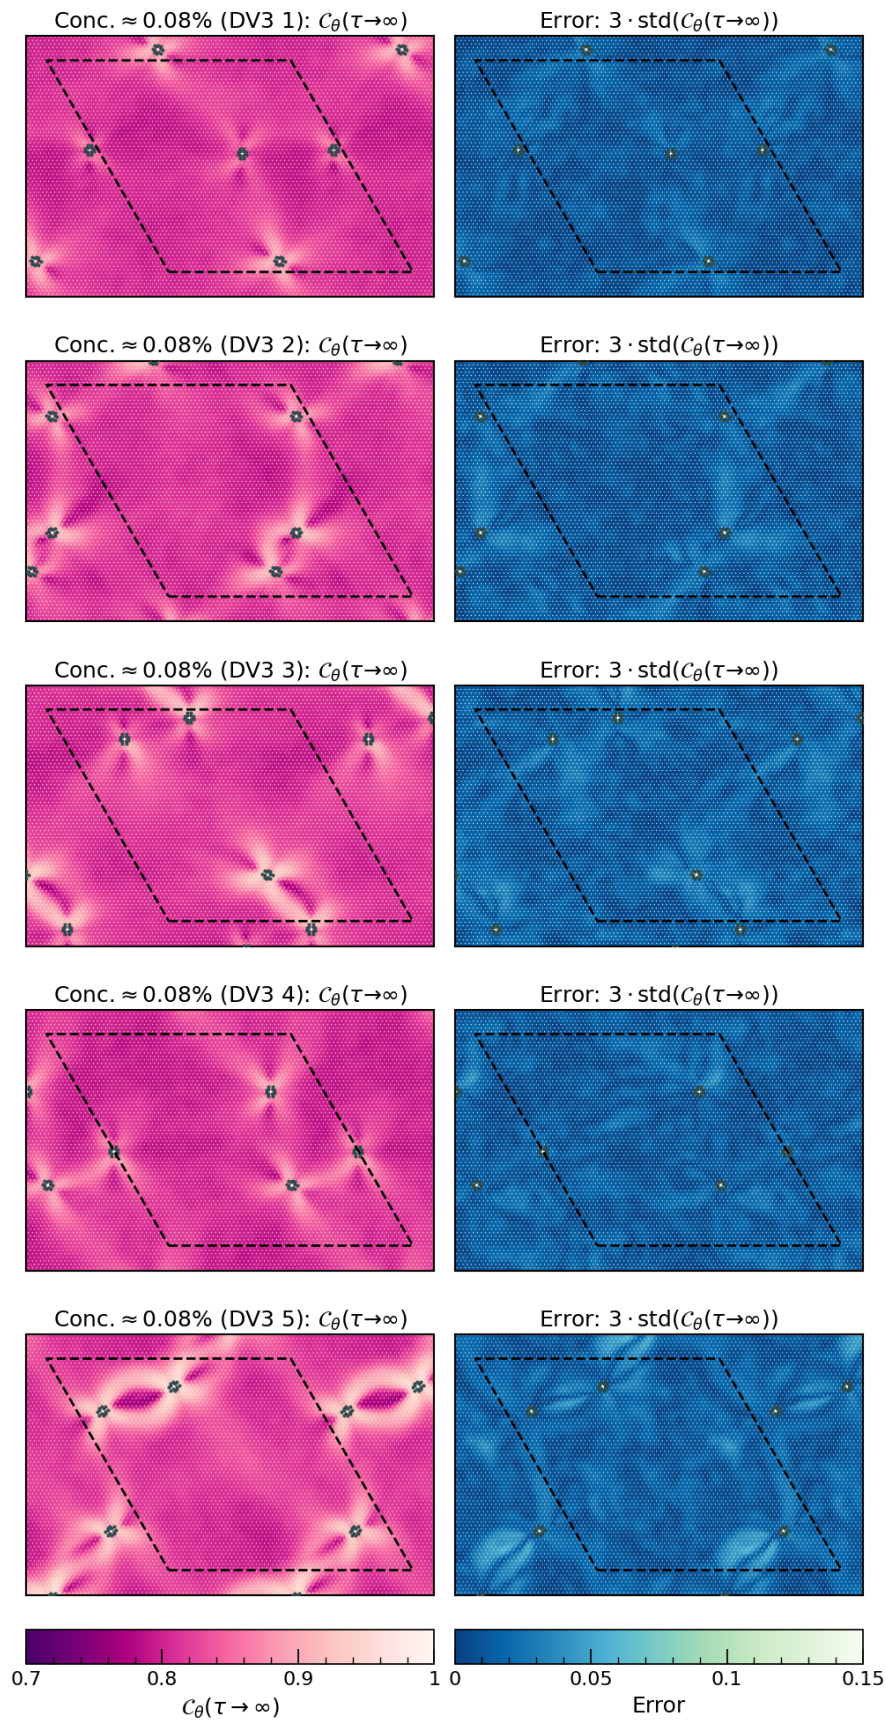 Conc. ≈ 0.08% (DV3 1): 𝒞θ(τ→∞)
Error: 3 · std(𝒞θ(τ→∞))
Conc. ≈ 0.08% (DV3 2): 𝒞θ(τ→∞)
Error: 3 · std(𝒞θ(τ→∞))
Conc. ≈ 0.08% (DV3 3): 𝒞θ(τ→∞)
Error: 3 · std(𝒞θ(τ→∞))
Conc. ≈ 0.08% (DV3 4): 𝒞θ(τ→∞)
Error: 3 · std(𝒞θ(τ→∞))
Conc. ≈ 0.08% (DV3 5): 𝒞θ(τ→∞)
Error: 3 · std(𝒞θ(τ→∞))
0.7 0.8 0.9 1
𝒞θ(τ → ∞)
0 0.05 0.1 0.15
Error